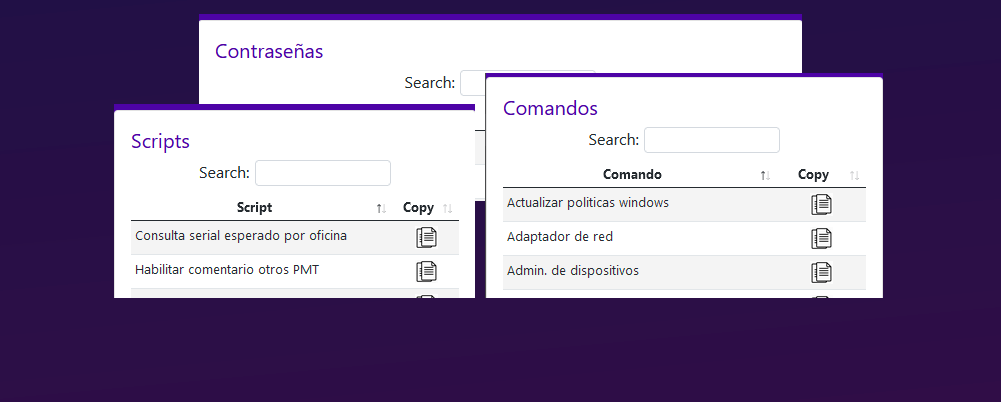 Contraseñas
Search:
Scripts
Search:
Script Copy
Consulta serial esperado por oficina
Habilitar comentario otros PMT
Comandos
Search:
Comando Copy
Actualizar politicas windows
Adaptador de red
Admin. de dispositivos